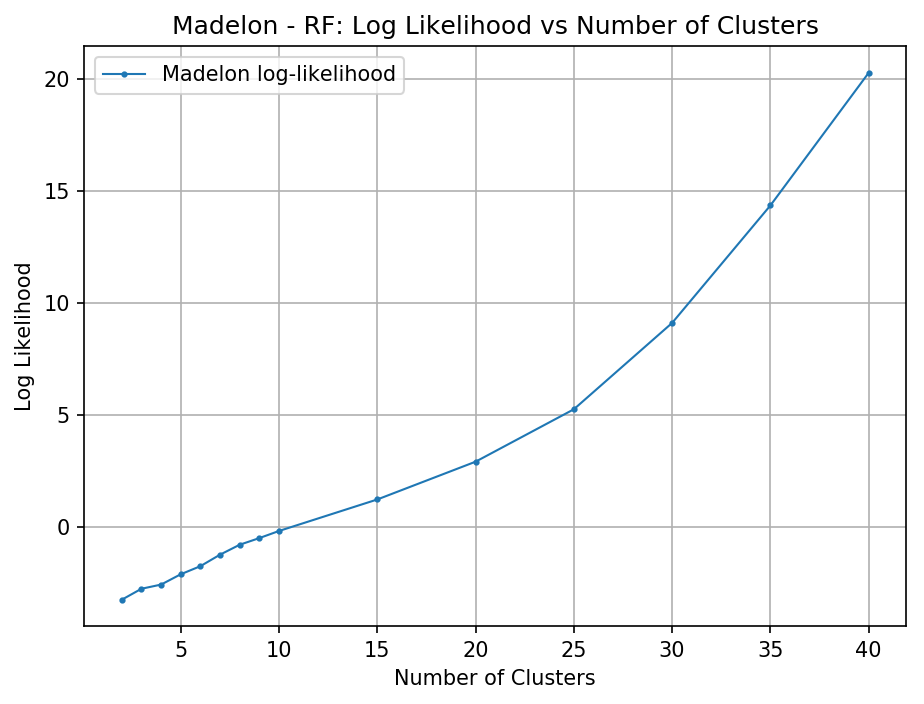 Madelon - RF: Log Likelihood vs Number of Clusters
Madelon log-likelihood
Log Likelihood
20
15
10
5
0
5 10 15 20 25 30 35 40
Number of Clusters